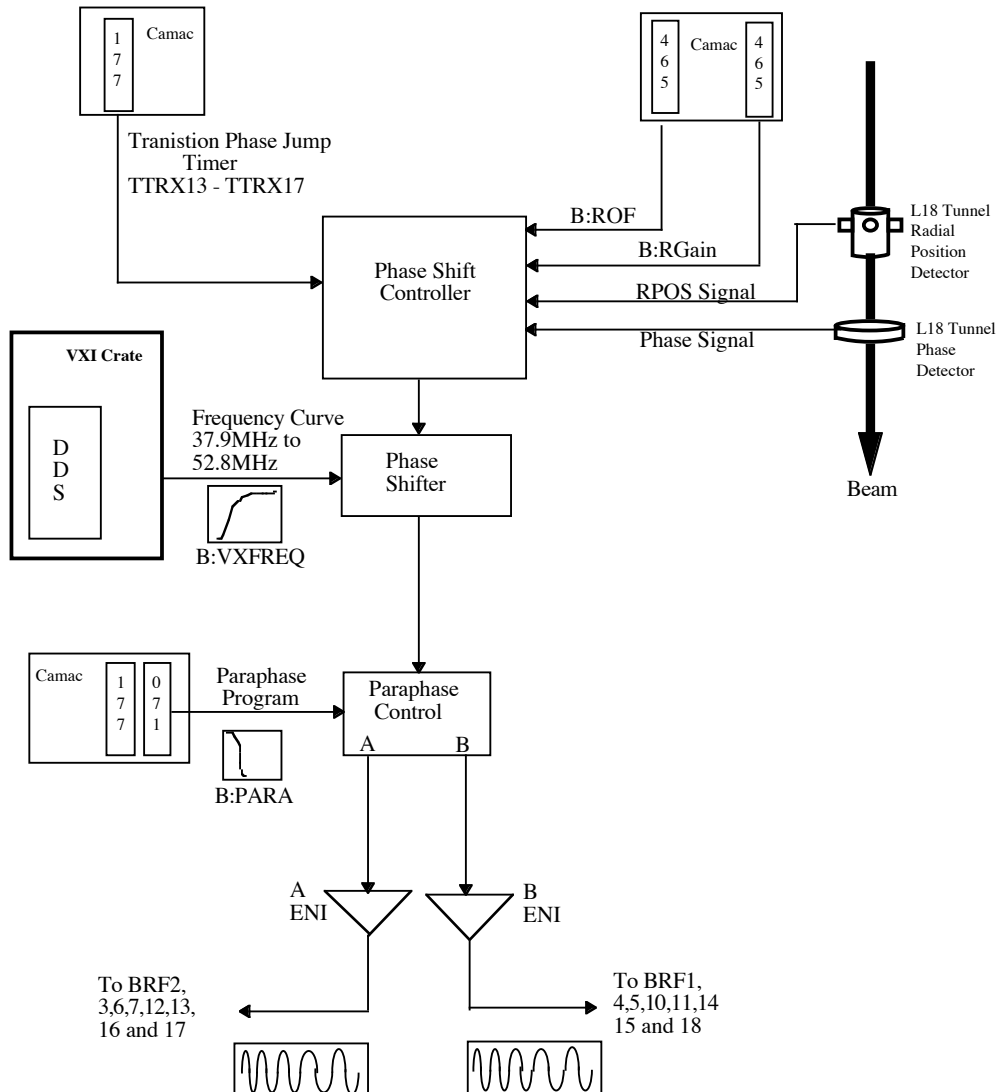 1
7
7
Camac
4
6
5
Camac
4
6
5
Tranistion Phase Jump
Timer
TTRX13 - TTRX17
B:ROF
B:RGain
RPOS Signal
Phase Signal
Phase Shift
Controller
L18 Tunnel
Radial
Position
Detector
L18 Tunnel
Phase
Detector
Beam
VXI Crate
D
D
S
Frequency Curve
37.9MHz to
52.8MHz
B:VXFREQ
Phase
Shifter
Camac
1
7
7
0
7
1
Paraphase
Program
B:PARA
Paraphase
Control
A
B
A
ENI
B
ENI
To BRF2,
3,6,7,12,13,
16 and 17
To BRF1,
4,5,10,11,14
15 and 18